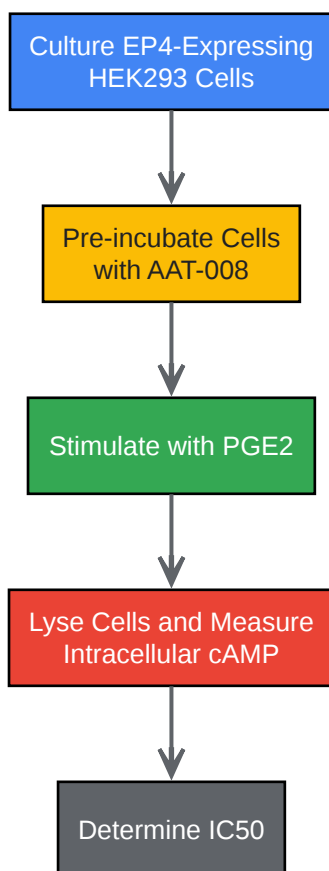 Culture EP4-Expressing
HEK293 Cells
Pre-incubate Cells
with AAT-008
Stimulate with PGE2
Lyse Cells and Measure
Intracellular cAMP
Determine IC50